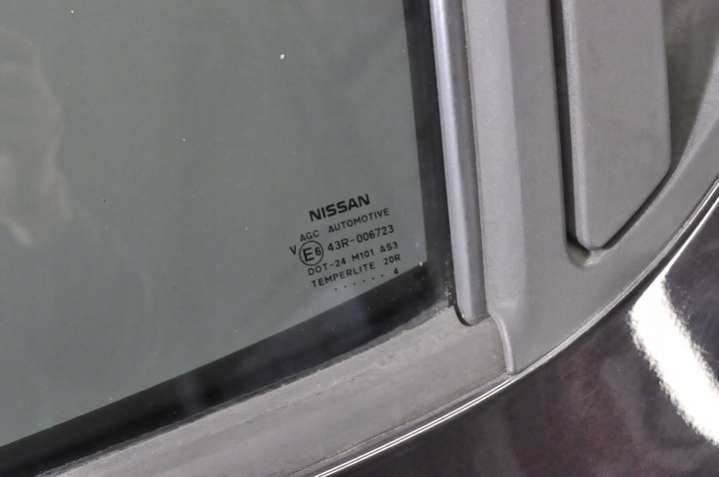 NISSAN
AGC AUTOMOTIVE
V E6 43R-006723
DOT-24 M101 AS3
TEMPERLITE 20R
...... 4